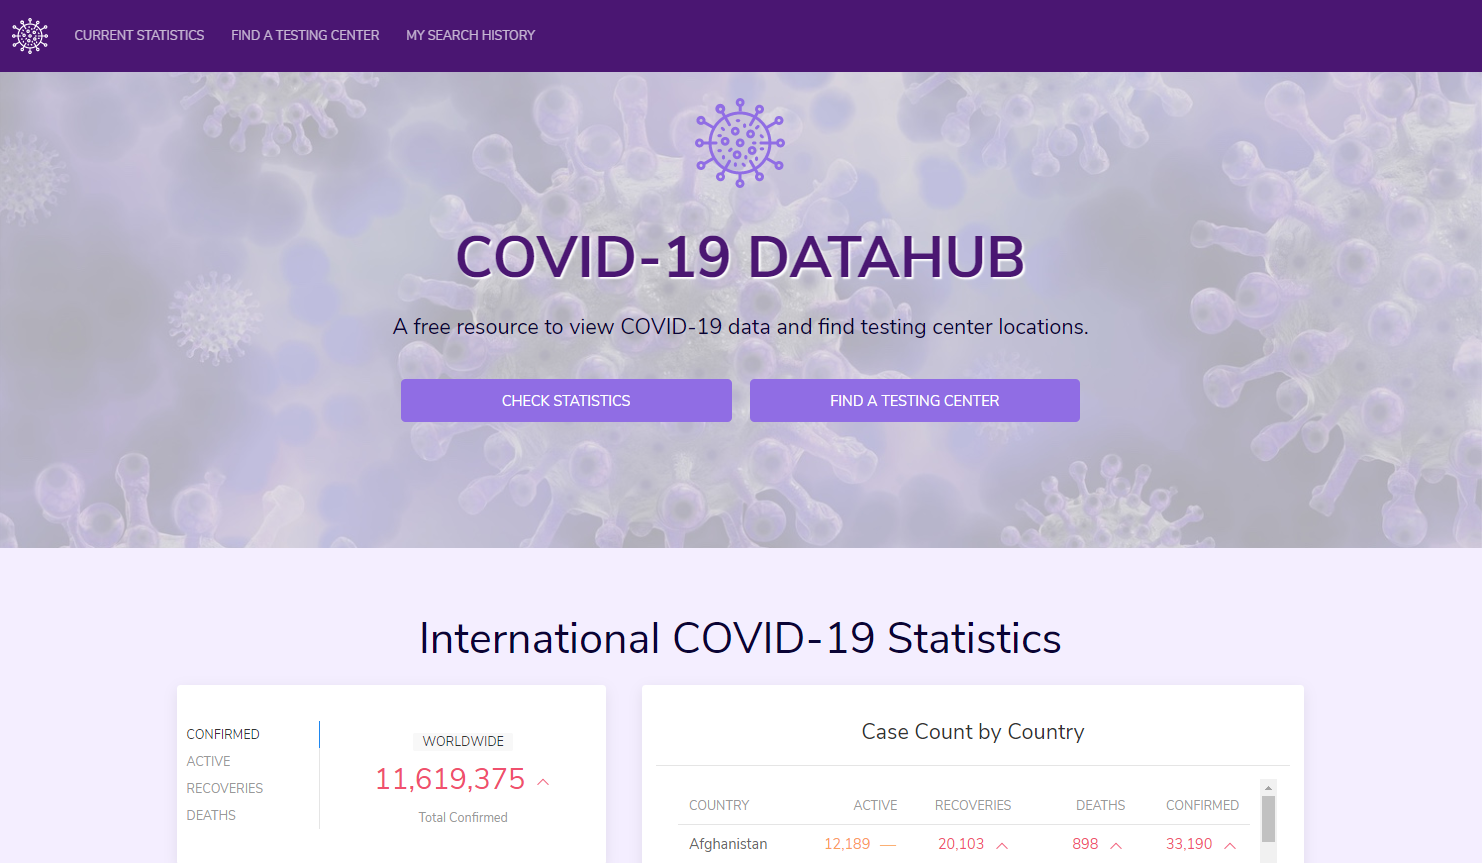 CURRENT STATISTICS FIND A TESTING CENTER MY SEARCH HISTORY
COVID-19 DATAHUB
A free resource to view COVID-19 data and find testing center locations.
CHECK STATISTICS FIND A TESTING CENTER
International COVID-19 Statistics
CONFIRMED
ACTIVE
RECOVERIES
DEATHS
WORLDWIDE
11,619,375
Total Confirmed
Case Count by Country
COUNTRY ACTIVE RECOVERIES DEATHS CONFIRMED
Afghanistan 12,189 — 20,103 898 33,190